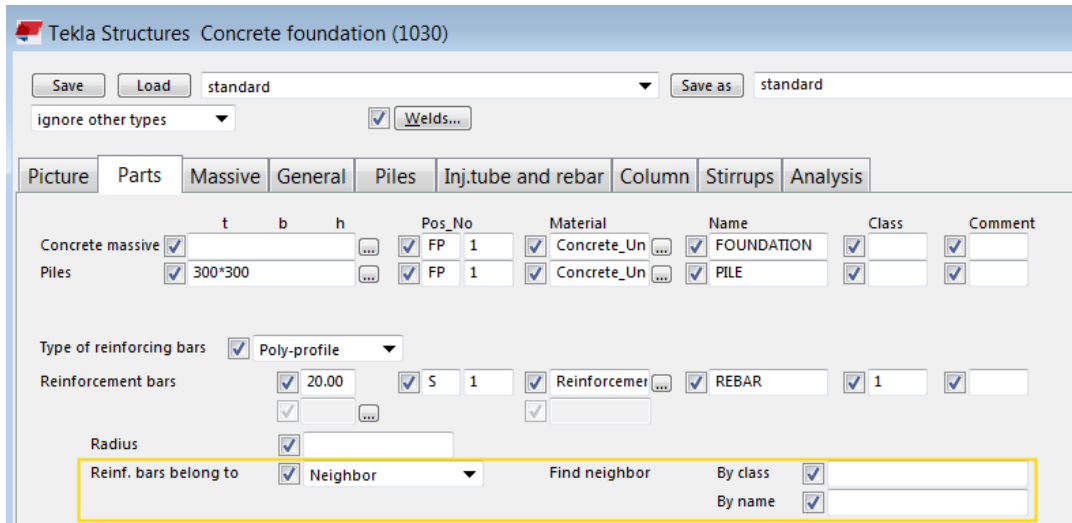 Tekla Structures Concrete foundation (1030)
Save Load standard Save as standard
ignore other types Welds...
Picture Parts Massive General Piles Inj.tube and rebar Column Stirrups Analysis
t b h Pos_No Material Name Class Comment
Concrete massive ... FP 1 Concrete_Un ... FOUNDATION
Piles 300*300 ... FP 1 Concrete_Un ... PILE
Type of reinforcing bars Poly-profile
Reinforcement bars 20.00 S 1 Reinforcemer ... REBAR 1
...
Radius
Reinf. bars belong to Neighbor Find neighbor By class
By name